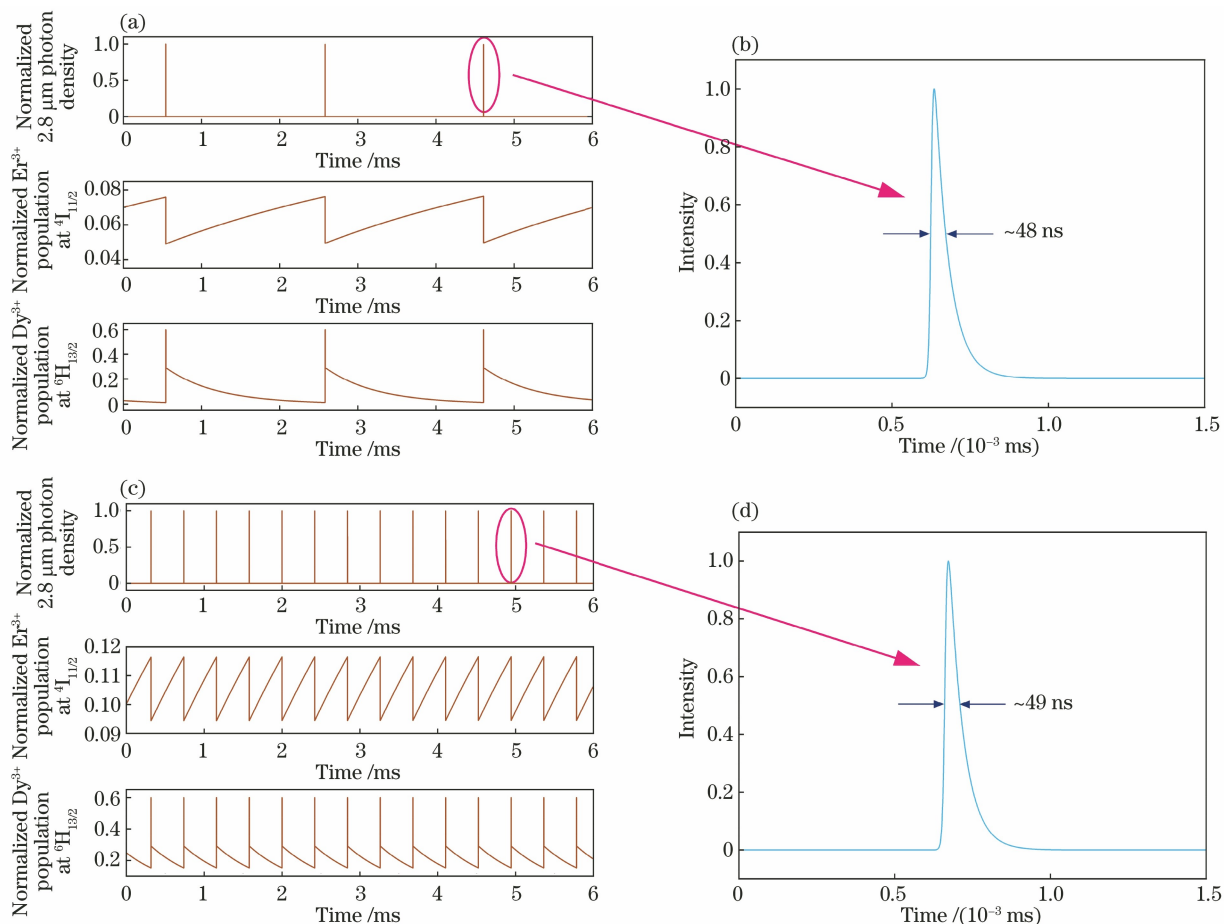 (a)
Normalized
2.8 μm photon
density
1.0
0.5
0
0 1 2 3 4 5 6
Time /ms
Normalized Er³⁺
population
at ⁴I₁₁/₂
0.08
0.06
0.04
0 1 2 3 4 5 6
Time /ms
Normalized Dy³⁺
population
at ⁶H₁₃/₂
0.6
0.4
0.2
0
0 1 2 3 4 5 6
Time /ms
(b)
Intensity
1.0
0.8
0.6
0.4
0.2
0
~48 ns
0 0.5 1.0 1.5
Time /(10⁻³ ms)
(c)
Normalized
2.8 μm photon
density
1.0
0.5
0
0 1 2 3 4 5 6
Time /ms
Normalized Er³⁺
population
at ⁴I₁₁/₂
0.12
0.11
0.10
0.09
0 1 2 3 4 5 6
Time /ms
Normalized Dy³⁺
population
at ⁶H₁₃/₂
0.6
0.4
0.2
0 1 2 3 4 5 6
Time /ms
(d)
Intensity
1.0
0.8
0.6
0.4
0.2
0
~49 ns
0 0.5 1.0 1.5
Time /(10⁻³ ms)